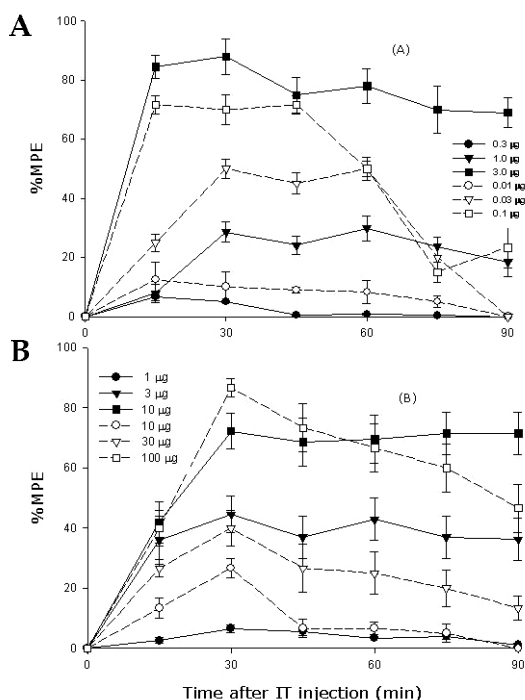 A
(A)
100
80
60
40
20
0
%MPE
0.3 µg
1.0 µg
3.0 µg
0.01 µg
0.03 µg
0.1 µg
0 30 60 90
B
(B)
100
80
60
40
20
0
%MPE
1 µg
3 µg
10 µg
10 µg
30 µg
100 µg
0 30 60 90
Time after IT injection (min)